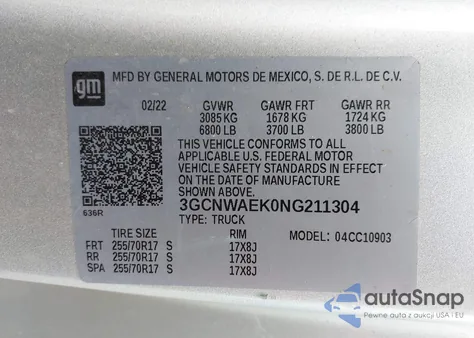 gm
MFD BY GENERAL MOTORS DE MEXICO, S. DE R.L. DE C.V.
02/22 GVWR GAWR FRT GAWR RR
3085 KG 1678 KG 1724 KG
6800 LB 3700 LB 3800 LB
THIS VEHICLE CONFORMS TO ALL
APPLICABLE U.S. FEDERAL MOTOR
VEHICLE SAFETY STANDARDS IN EFFECT
ON THE DATE OF MANUFACTURE
SHOWN ABOVE.
636R
3GCNWAEK0NG211304
TYPE: TRUCK
TIRE SIZE RIM MODEL: 04CC10903
FRT 255/70R17 S 17X8J
RR 255/70R17 S 17X8J
SPA 255/70R17 S 17X8J
autoSnap
Pewne auta z aukcji USA i EU